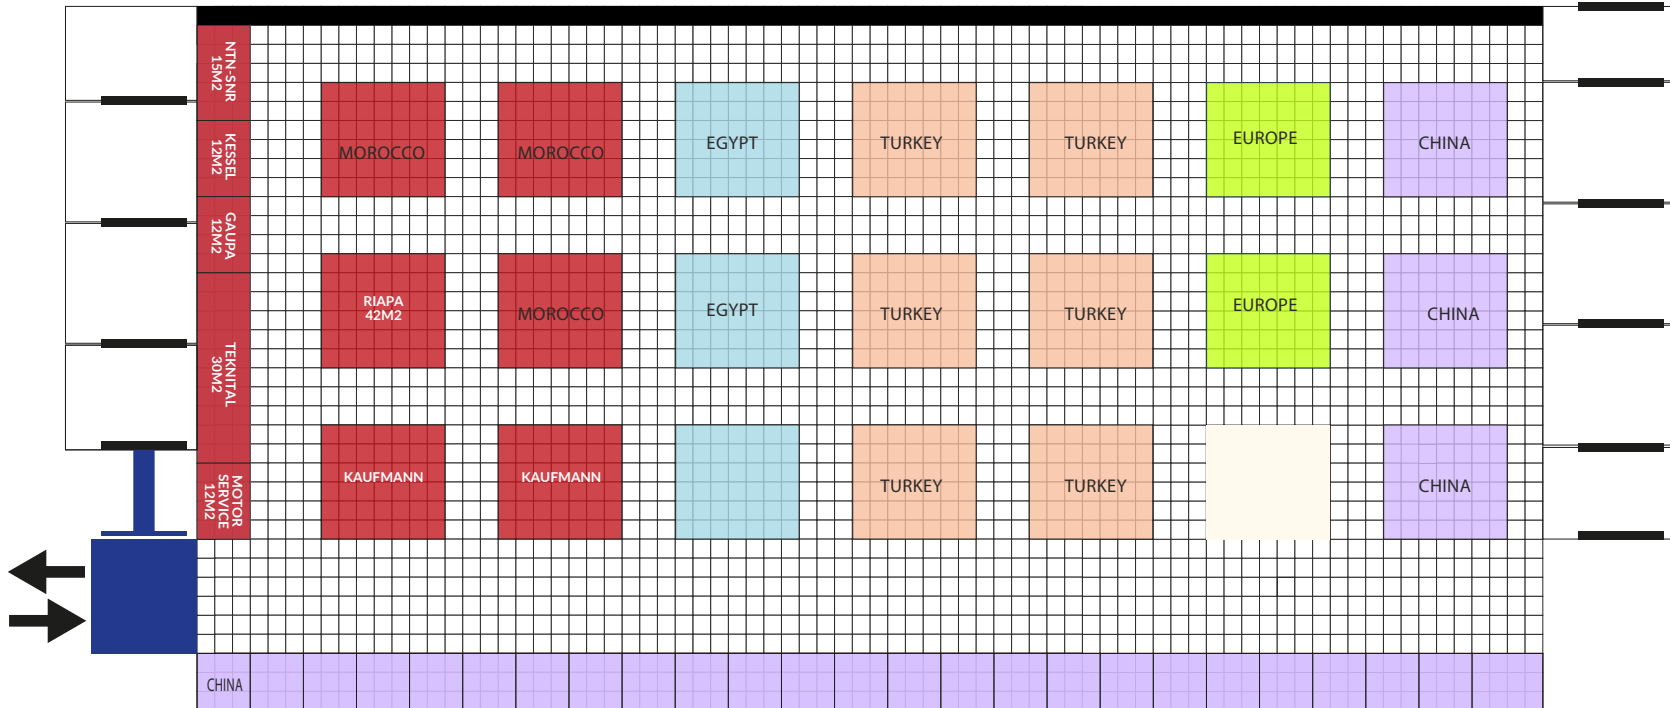 NTN-SNR
15M2
KESSEL
12M2
GAUPA
12M2
TEKNITAL
30M2
MOTOR
SERVICE
12M2
MOROCCO
MOROCCO
EGYPT
TURKEY
TURKEY
EUROPE
CHINA
RIAPA
42M2
MOROCCO
EGYPT
TURKEY
TURKEY
EUROPE
CHINA
KAUFMANN
KAUFMANN
TURKEY
TURKEY
CHINA
CHINA